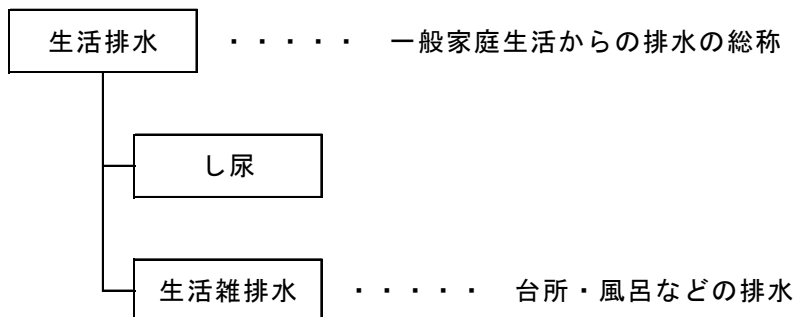 生活排水 ・・・・・ 一般家庭生活からの排水の総称
し尿
生活雑排水 ・・・・・ 台所・風呂などの排水